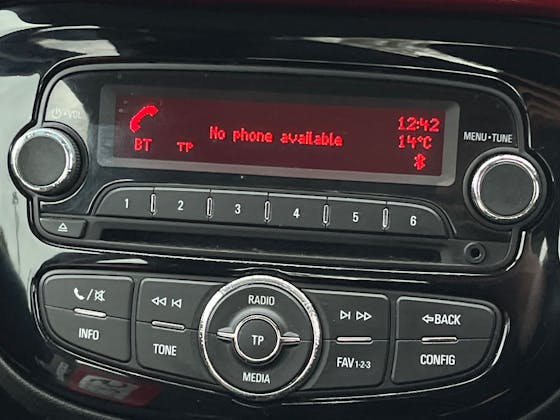 VOL
12:42
MENU•TUNE
No phone available
14°C
BT TP
1 2 3 4 5 6
RADIO
BACK
INFO
TP
TONE
FAV1-2-3
CONFIG
MEDIA